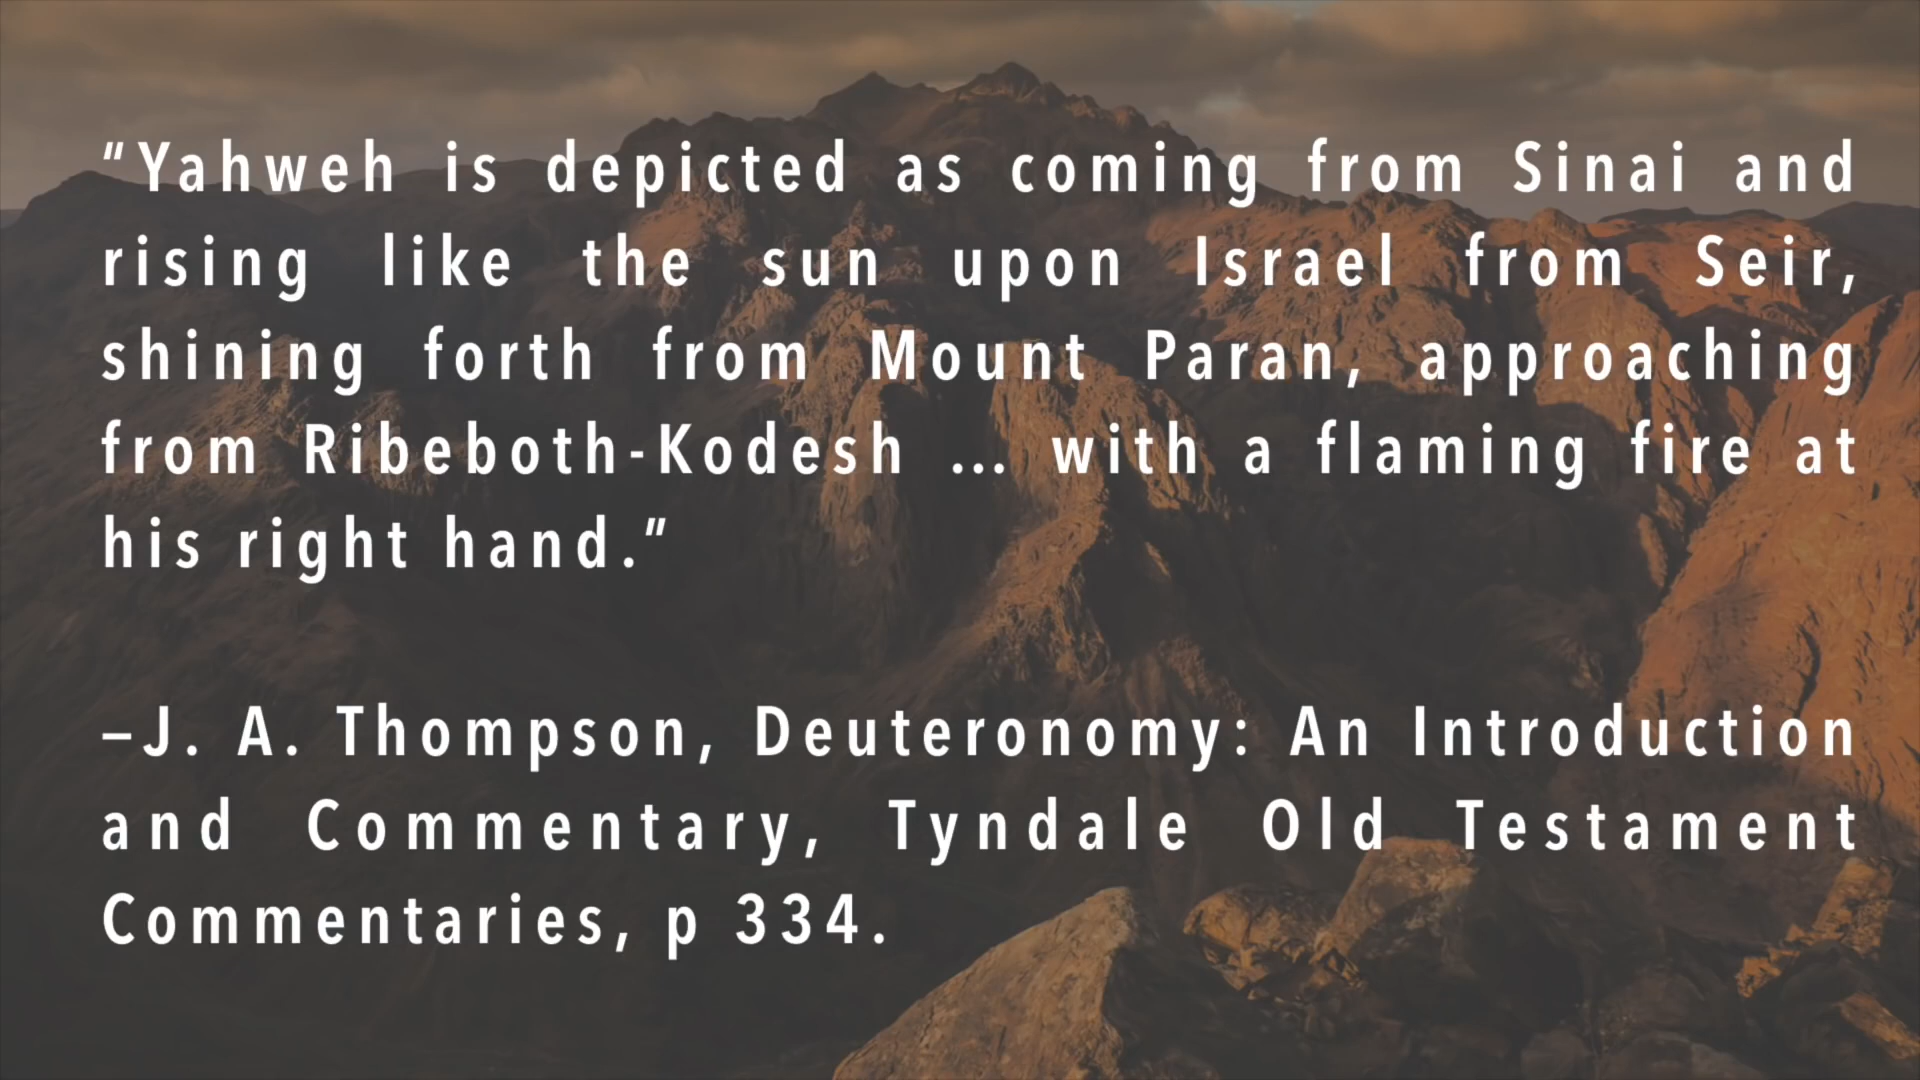 “Yahweh is depicted as coming from Sinai and
rising like the sun upon Israel from Seir,
shining forth from Mount Paran, approaching
from Ribeboth-Kodesh ... with a flaming fire at
his right hand.”
–J. A. Thompson, Deuteronomy: An Introduction
and Commentary, Tyndale Old Testament
Commentaries, p 334.